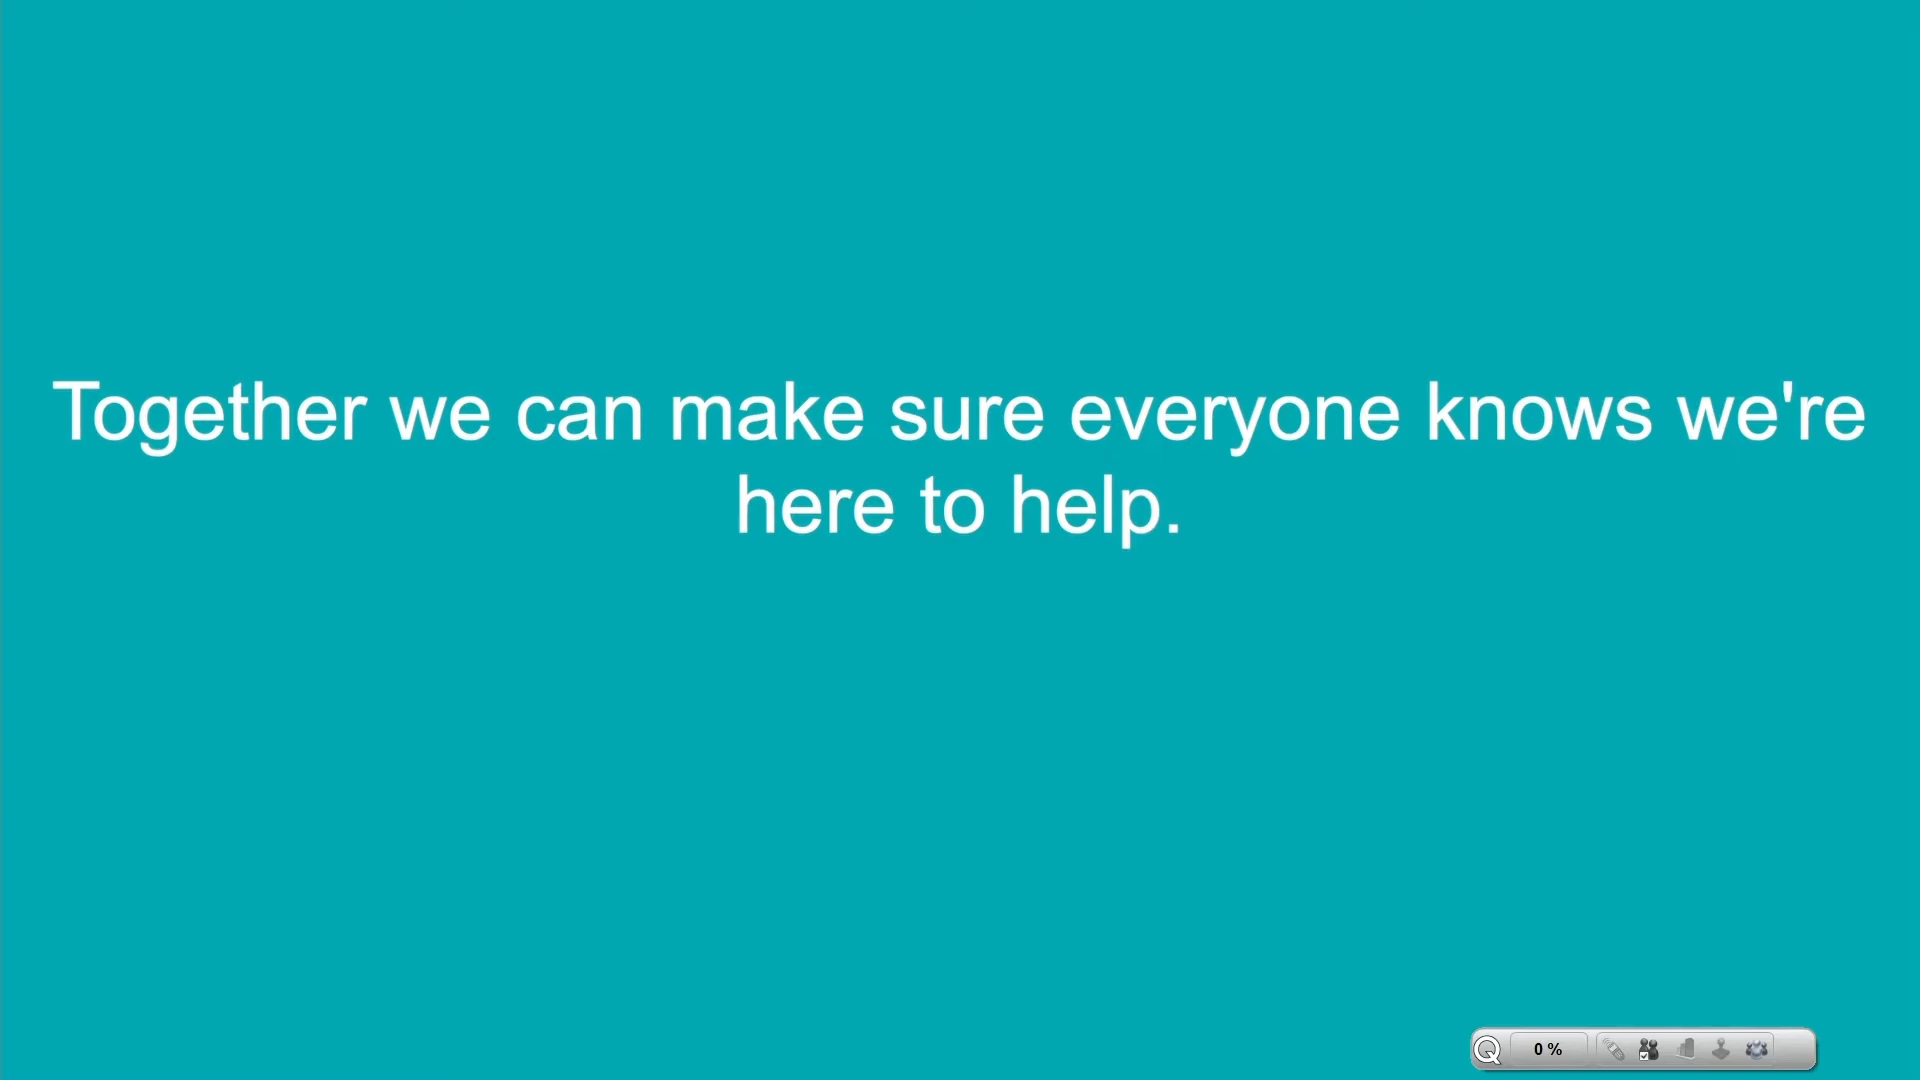 Together we can make sure everyone knows we're
here to help.
Q 0 %